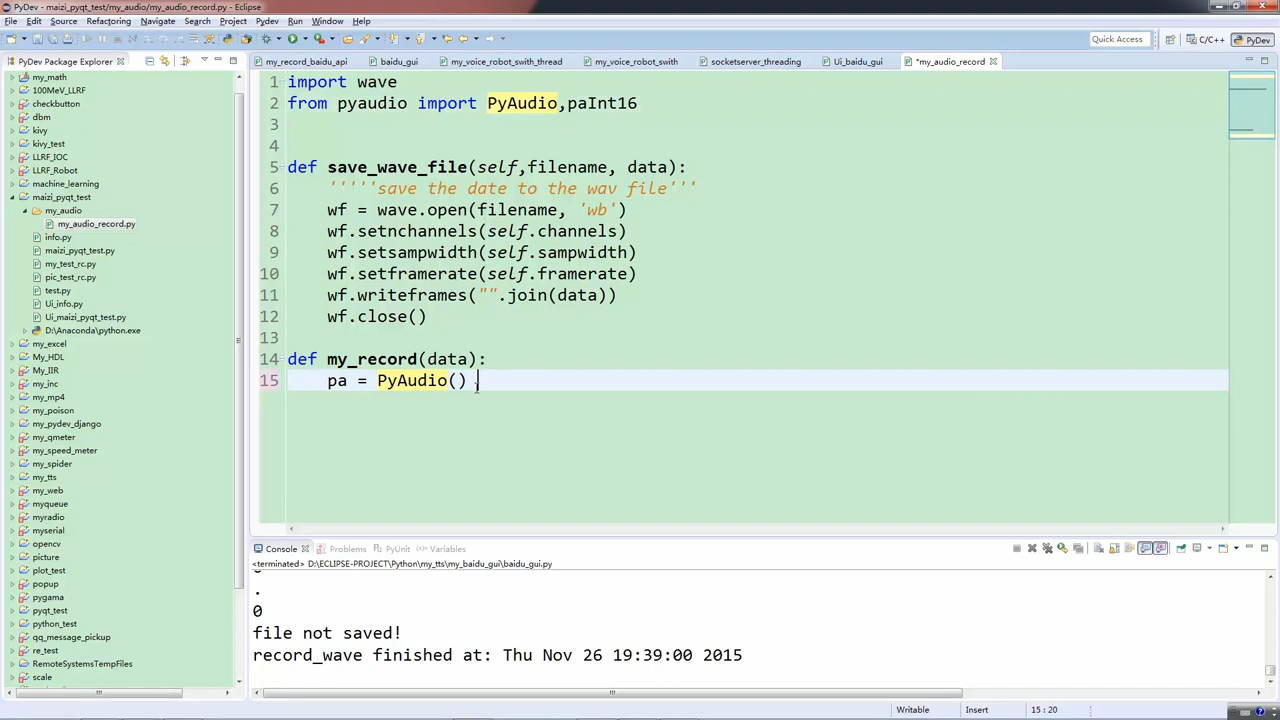 PyDev - maizi_pyqt_test/my_audio/my_audio_record.py - Eclipse
File Edit Source Refactoring Navigate Search Project Pydev Run Window Help
Quick Access
C/C++
PyDev
PyDev Package Explorer
my_math
100MeV_LLRF
checkbutton
dbm
kivy
kivy_test
LLRF_IOC
LLRF_Robot
machine_learning
maizi_pyqt_test
my_audio
my_audio_record.py
info.py
maizi_pyqt_test.py
my_test_rc.py
pic_test_rc.py
test.py
Ui_info.py
Ui_maizi_pyqt_test.py
D:\Anaconda\python.exe
my_excel
My_HDL
My_IIR
my_inc
my_mp4
my_poison
my_pydev_django
my_qmeter
my_speed_meter
my_spider
my_tts
my_web
myqueue
myradio
myserial
opencv
picture
plot_test
popup
pygama
pyqt_test
python_test
qq_message_pickup
re_test
RemoteSystemsTempFiles
scale
my_record_baidu_api baidu_gui my_voice_robot_swith_thread my_voice_robot_swith socketserver_threading Ui_baidu_gui *my_audio_record
1 import wave
2 from pyaudio import PyAudio,paInt16
3
4
5 def save_wave_file(self,filename, data):
6 '''''save the date to the wav file'''
7 wf = wave.open(filename, 'wb')
8 wf.setnchannels(self.channels)
9 wf.setsampwidth(self.sampwidth)
10 wf.setframerate(self.framerate)
11 wf.writeframes("".join(data))
12 wf.close()
13
14 def my_record(data):
15 pa = PyAudio()
Console Problems PyUnit Variables
<terminated> D:\ECLIPSE-PROJECT\Python\my_tts\my_baidu_gui\baidu_gui.py
.
0
file not saved!
record_wave finished at: Thu Nov 26 19:39:00 2015
Writable Insert 15 : 20